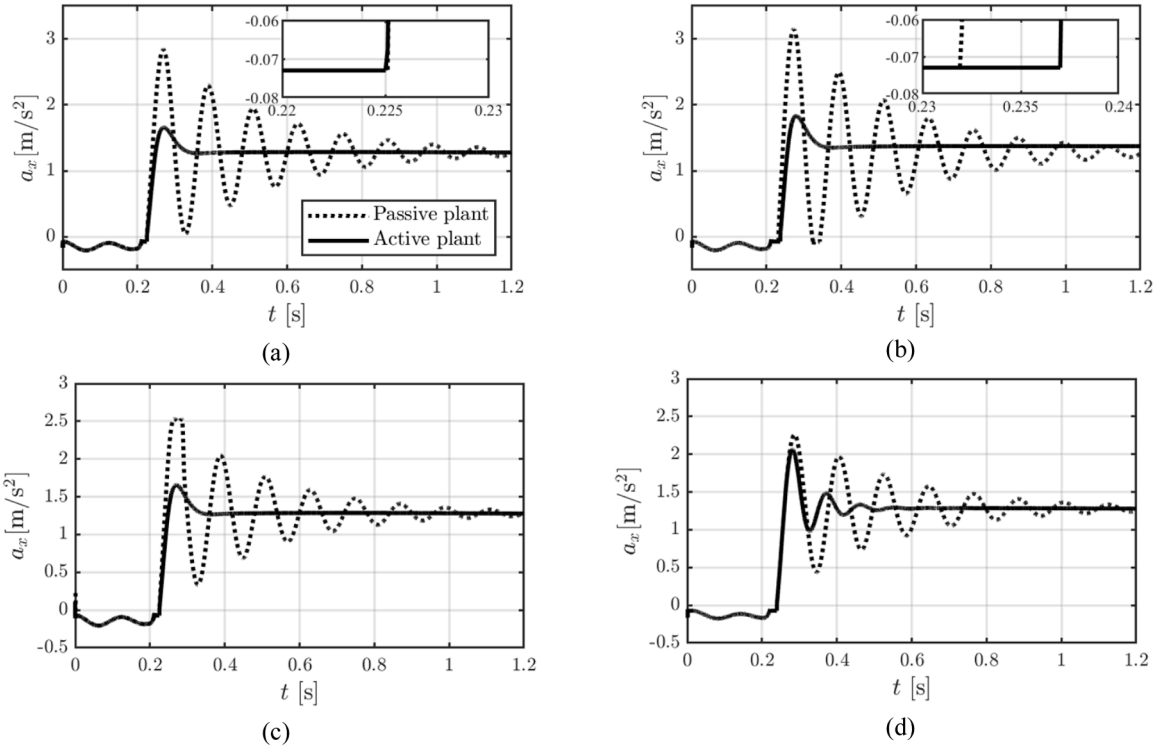 -0.06
-0.07
-0.08
0.22 0.225 0.23
3
2
1
0
a_x [m/s²]
Passive plant
Active plant
0 0.2 0.4 0.6 0.8 1 1.2
t [s]
(a)
-0.06
-0.07
-0.08
0.23 0.235 0.24
3
2
1
0
a_x [m/s²]
0 0.2 0.4 0.6 0.8 1 1.2
t [s]
(b)
3
2.5
2
1.5
1
0.5
0
-0.5
a_x [m/s²]
0 0.2 0.4 0.6 0.8 1 1.2
t [s]
(c)
3
2.5
2
1.5
1
0.5
0
-0.5
a_x [m/s²]
0 0.2 0.4 0.6 0.8 1 1.2
t [s]
(d)